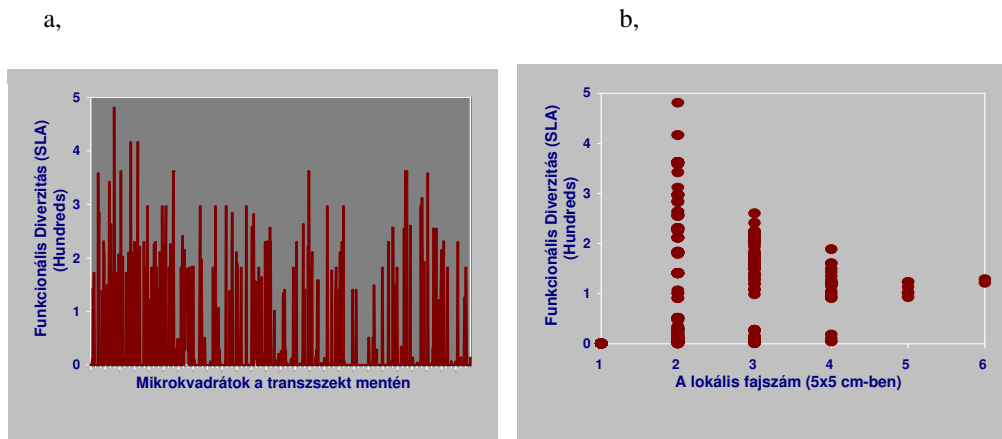 a,
b,
Funkcionális Diverzitás (SLA)
(Hundreds)
5
4
3
2
1
0
Mikrokvadrátok a transzszekt mentén
Funkcionális Diverzitás (SLA)
(Hundreds)
5
4
3
2
1
0
1 2 3 4 5 6
A lokális fajszám (5x5 cm-ben)